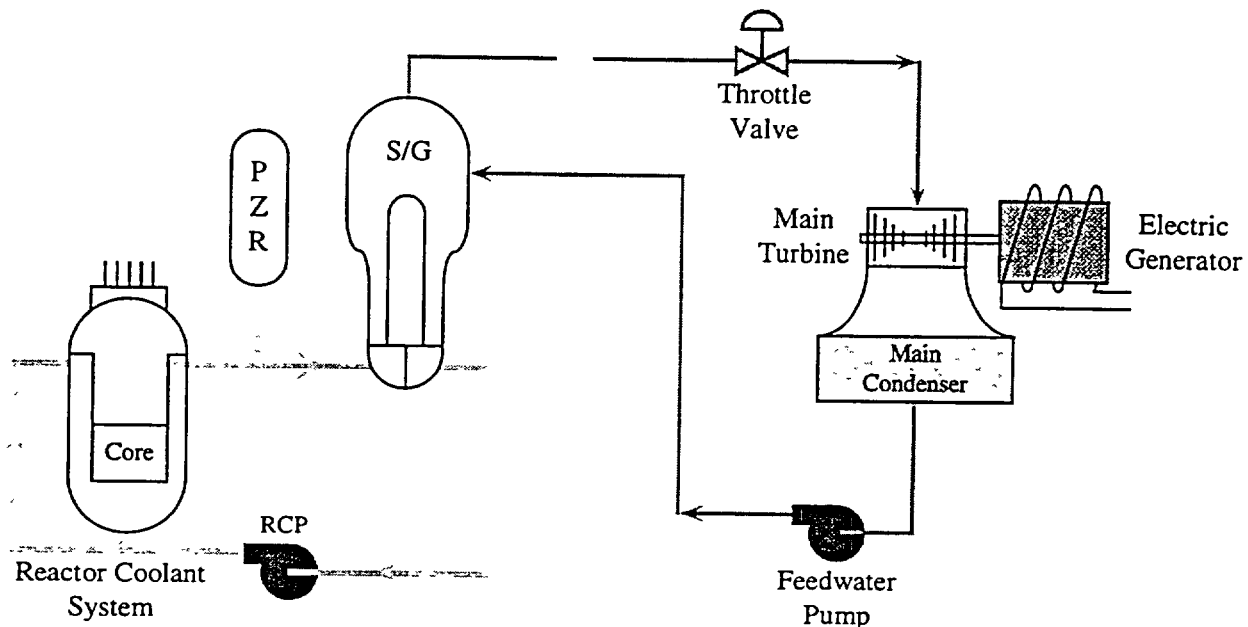 Throttle
Valve
S/G
P
Z
R
Main
Turbine
Electric
Generator
Main
Condenser
Core
RCP
Reactor Coolant
System
Feedwater
Pump